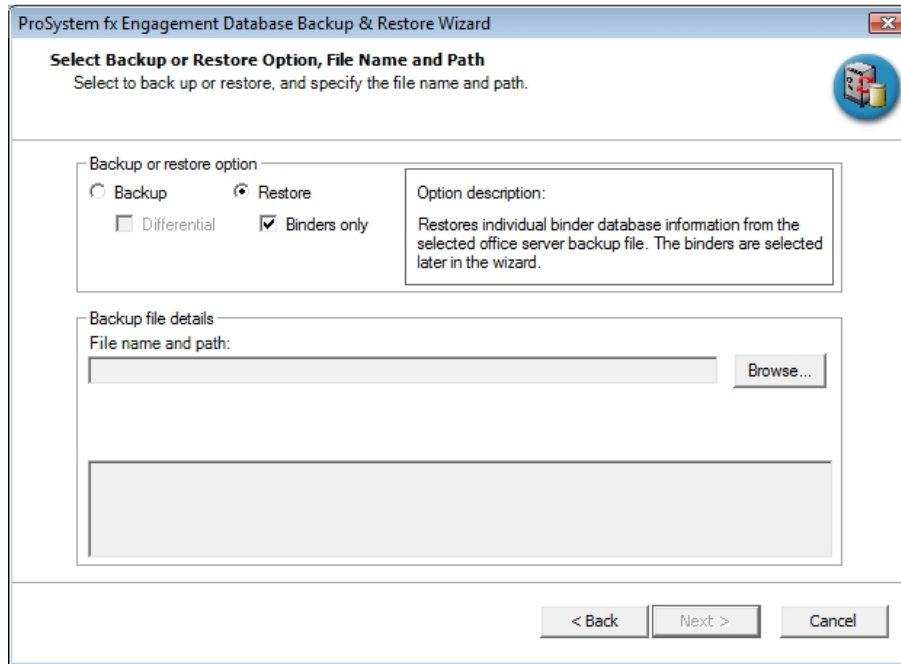 ProSystem fx Engagement Database Backup & Restore Wizard
Select Backup or Restore Option, File Name and Path
Select to back up or restore, and specify the file name and path.
Backup or restore option
Backup
Restore
Differential
Binders only
Option description:
Restores individual binder database information from the
selected office server backup file. The binders are selected
later in the wizard.
Backup file details
File name and path:
Browse...
< Back
Next >
Cancel